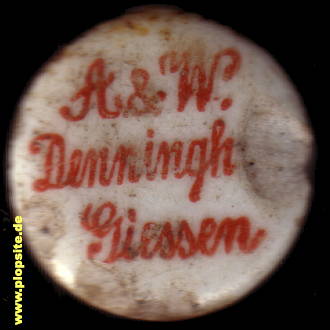 A & W.
Denningh
Giessen
www.plopsite.de